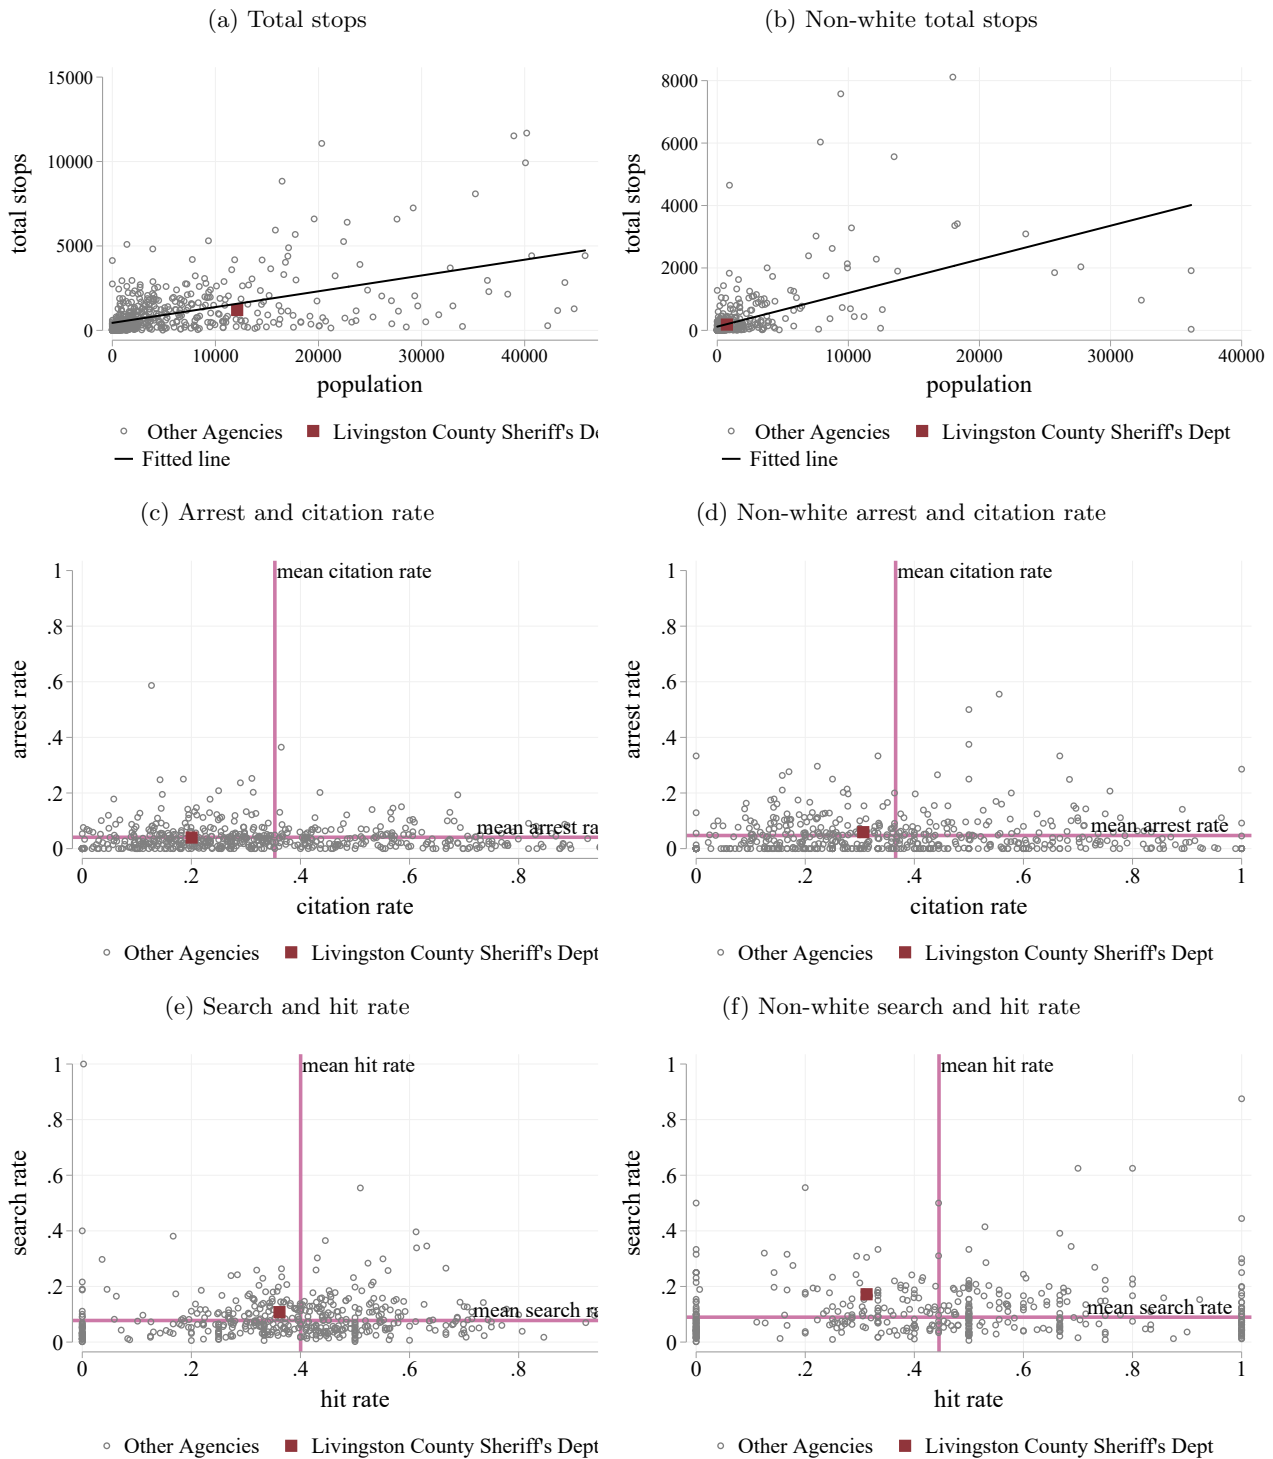 (a) Total stops
15000
10000
5000
0
total stops
0 10000 20000 30000 40000
population
Other Agencies Livingston County Sheriff's De
Fitted line
(b) Non-white total stops
8000
6000
4000
2000
0
total stops
0 10000 20000 30000 40000
population
Other Agencies Livingston County Sheriff's Dept
Fitted line
(c) Arrest and citation rate
1
.8
.6
.4
.2
0
arrest rate
mean citation rate
mean arrest ra
0 .2 .4 .6 .8
citation rate
Other Agencies Livingston County Sheriff's Dept
(d) Non-white arrest and citation rate
1
.8
.6
.4
.2
0
arrest rate
mean citation rate
mean arrest rate
0 .2 .4 .6 .8 1
citation rate
Other Agencies Livingston County Sheriff's Dept
(e) Search and hit rate
1
.8
.6
.4
.2
0
search rate
mean hit rate
mean search ra
0 .2 .4 .6 .8
hit rate
Other Agencies Livingston County Sheriff's Dept
(f) Non-white search and hit rate
1
.8
.6
.4
.2
0
search rate
mean hit rate
mean search rate
0 .2 .4 .6 .8 1
hit rate
Other Agencies Livingston County Sheriff's Dept